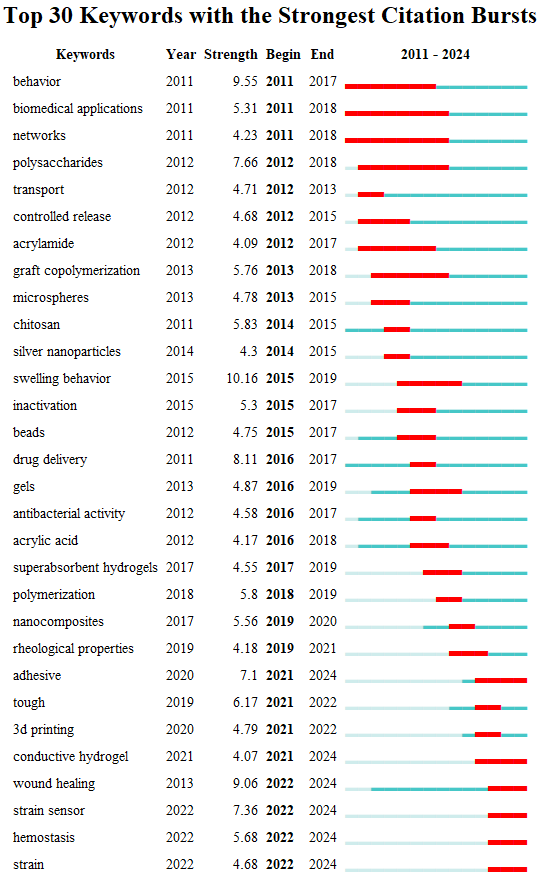 Top 30 Keywords with the Strongest Citation Bursts
Keywords Year Strength Begin End 2011 - 2024
behavior 2011 9.55 2011 2017
biomedical applications 2011 5.31 2011 2018
networks 2011 4.23 2011 2018
polysaccharides 2012 7.66 2012 2018
transport 2012 4.71 2012 2013
controlled release 2012 4.68 2012 2015
acrylamide 2012 4.09 2012 2017
graft copolymerization 2013 5.76 2013 2018
microspheres 2013 4.78 2013 2015
chitosan 2011 5.83 2014 2015
silver nanoparticles 2014 4.3 2014 2015
swelling behavior 2015 10.16 2015 2019
inactivation 2015 5.3 2015 2017
beads 2012 4.75 2015 2017
drug delivery 2011 8.11 2016 2017
gels 2013 4.87 2016 2019
antibacterial activity 2012 4.58 2016 2017
acrylic acid 2012 4.17 2016 2018
superabsorbent hydrogels 2017 4.55 2017 2019
polymerization 2018 5.8 2018 2019
nanocomposites 2017 5.56 2019 2020
rheological properties 2019 4.18 2019 2021
adhesive 2020 7.1 2021 2024
tough 2019 6.17 2021 2022
3d printing 2020 4.79 2021 2022
conductive hydrogel 2021 4.07 2021 2024
wound healing 2013 9.06 2022 2024
strain sensor 2022 7.36 2022 2024
hemostasis 2022 5.68 2022 2024
strain 2022 4.68 2022 2024